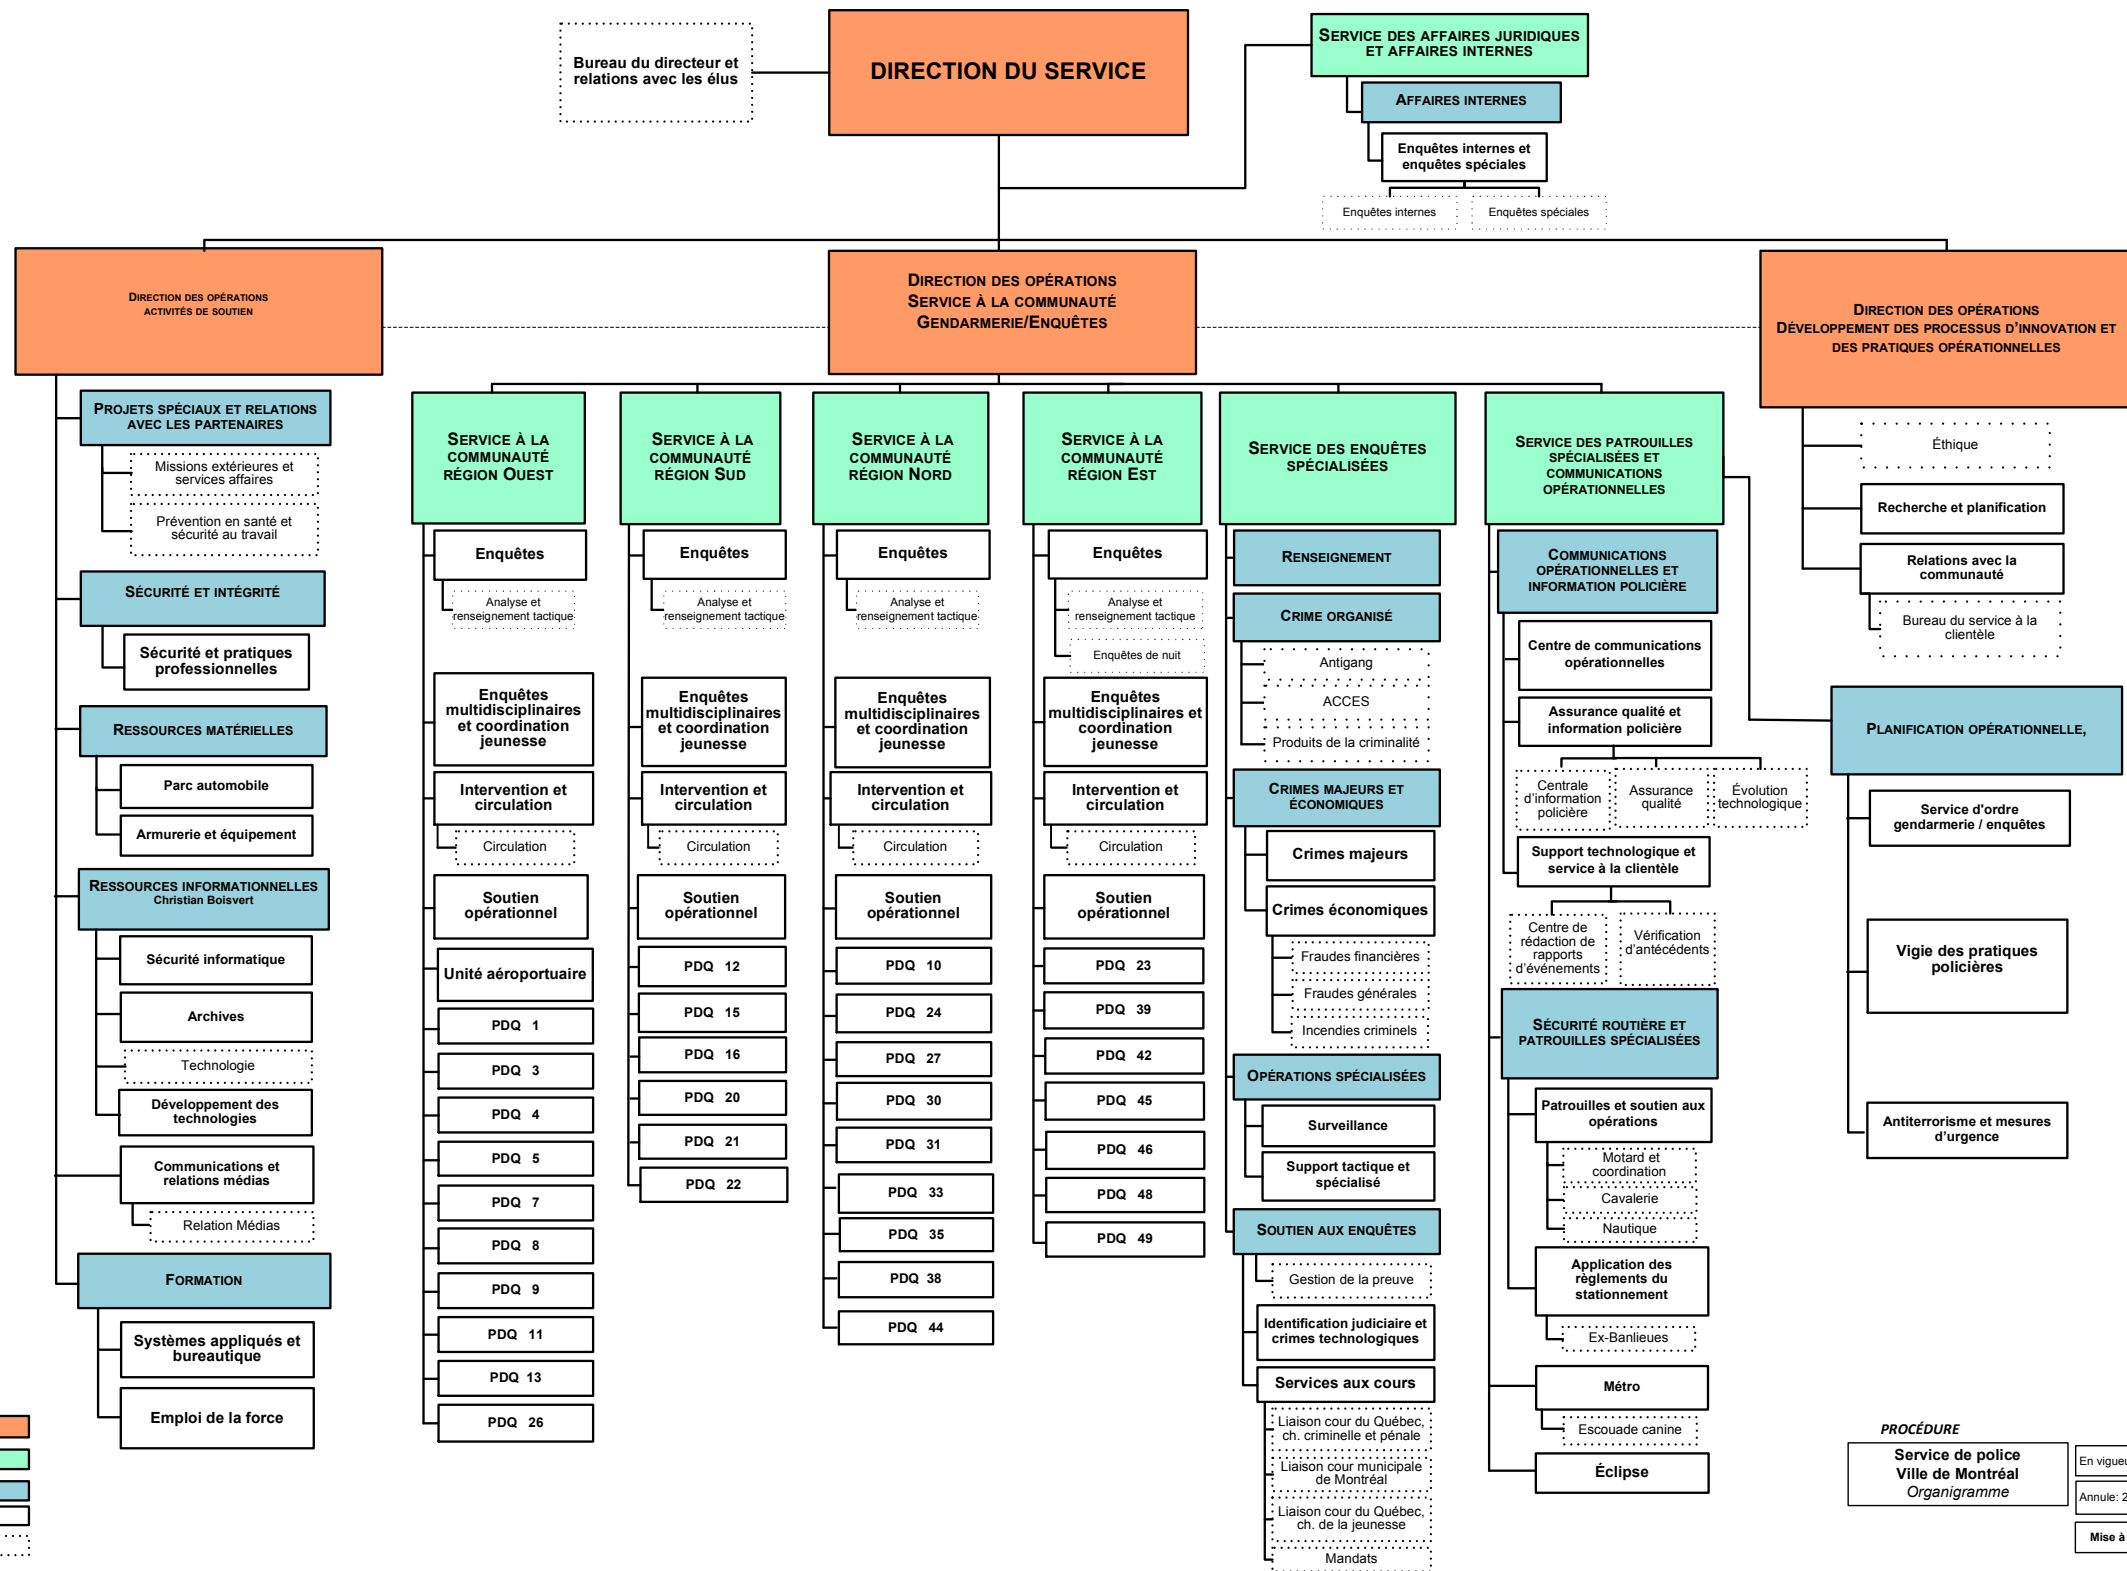 Bureau du directeur et
relations avec les élus
DIRECTION DU SERVICE
SERVICE DES AFFAIRES JURIDIQUES
ET AFFAIRES INTERNES
AFFAIRES INTERNES
Enquêtes internes et
enquêtes spéciales
Enquêtes internes
Enquêtes spéciales
DIRECTION DES OPÉRATIONS
ACTIVITÉS DE SOUTIEN
DIRECTION DES OPÉRATIONS
SERVICE À LA COMMUNAUTÉ
GENDARMERIE/ENQUÊTES
DIRECTION DES OPÉRATIONS
DÉVELOPPEMENT DES PROCESSUS D'INNOVATION ET
DES PRATIQUES OPÉRATIONNELLES
PROJETS SPÉCIAUX ET RELATIONS
AVEC LES PARTENAIRES
Missions extérieures et
services affaires
Prévention en santé et
sécurité au travail
SÉCURITÉ ET INTÉGRITÉ
Sécurité et pratiques
professionnelles
RESSOURCES MATÉRIELLES
Parc automobile
Armurerie et équipement
RESSOURCES INFORMATIONNELLES
Christian Boisvert
Sécurité informatique
Archives
Technologie
Développement des
technologies
Communications et
relations médias
Relation Médias
FORMATION
Systèmes appliqués et
bureautique
Emploi de la force
SERVICE À LA
COMMUNAUTÉ
RÉGION OUEST
Enquêtes
Analyse et
renseignement tactique
Enquêtes
multidisciplinaires
et coordination
jeunesse
Intervention et
circulation
Circulation
Soutien
opérationnel
Unité aéroportuaire
PDQ 1
PDQ 3
PDQ 4
PDQ 5
PDQ 7
PDQ 8
PDQ 9
PDQ 11
PDQ 13
PDQ 26
SERVICE À LA
COMMUNAUTÉ
RÉGION SUD
Enquêtes
Analyse et
renseignement tactique
Enquêtes
multidisciplinaires
et coordination
jeunesse
Intervention et
circulation
Circulation
Soutien
opérationnel
PDQ 12
PDQ 15
PDQ 16
PDQ 20
PDQ 21
PDQ 22
SERVICE À LA
COMMUNAUTÉ
RÉGION NORD
Enquêtes
Analyse et
renseignement tactique
Enquêtes
multidisciplinaires
et coordination
jeunesse
Intervention et
circulation
Circulation
Soutien
opérationnel
PDQ 10
PDQ 24
PDQ 27
PDQ 30
PDQ 31
PDQ 33
PDQ 35
PDQ 38
PDQ 44
SERVICE À LA
COMMUNAUTÉ
RÉGION EST
Enquêtes
Analyse et
renseignement tactique
Enquêtes de nuit
Enquêtes
multidisciplinaires et
coordination
jeunesse
Intervention et
circulation
Circulation
Soutien
opérationnel
PDQ 23
PDQ 39
PDQ 42
PDQ 45
PDQ 46
PDQ 48
PDQ 49
SERVICE DES ENQUÊTES
SPÉCIALISÉES
RENSEIGNEMENT
CRIME ORGANISÉ
Antigang
ACCES
Produits de la criminalité
CRIMES MAJEURS ET
ÉCONOMIQUES
Crimes majeurs
Crimes économiques
Fraudes financières
Fraudes générales
Incendies criminels
OPÉRATIONS SPÉCIALISÉES
Surveillance
Support tactique et
spécialisé
SOUTIEN AUX ENQUÊTES
Gestion de la preuve
Identification judiciaire et
crimes technologiques
Services aux cours
Liaison cour du Québec,
ch. criminelle et pénale
Liaison cour municipale
de Montréal
Liaison cour du Québec,
ch. de la jeunesse
Mandats
SERVICE DES PATROUILLES
SPÉCIALISÉES ET
COMMUNICATIONS
OPÉRATIONNELLES
COMMUNICATIONS
OPÉRATIONNELLES ET
INFORMATION POLICIÈRE
Centre de communications
opérationnelles
Assurance qualité et
information policière
Centrale
d'information
policière
Assurance
qualité
Évolution
technologique
Support technologique et
service à la clientèle
Centre de
rédaction de
rapports
d'événements
Vérification
d'antécédents
SÉCURITÉ ROUTIÈRE ET
PATROUILLES SPÉCIALISÉES
Patrouilles et soutien aux
opérations
Motard et
coordination
Cavalerie
Nautique
Application des
règlements du
stationnement
Ex-Banlieues
Métro
Escouade canine
Éclipse
Éthique
Recherche et planification
Relations avec la
communauté
Bureau du service à la
clientèle
PLANIFICATION OPÉRATIONNELLE,
Service d'ordre
gendarmerie / enquêtes
Vigie des pratiques
policières
Antiterrorisme et mesures
d'urgence
PROCÉDURE
Service de police
Ville de Montréal
Organigramme
En vigueu
Annule: 2
Mise à